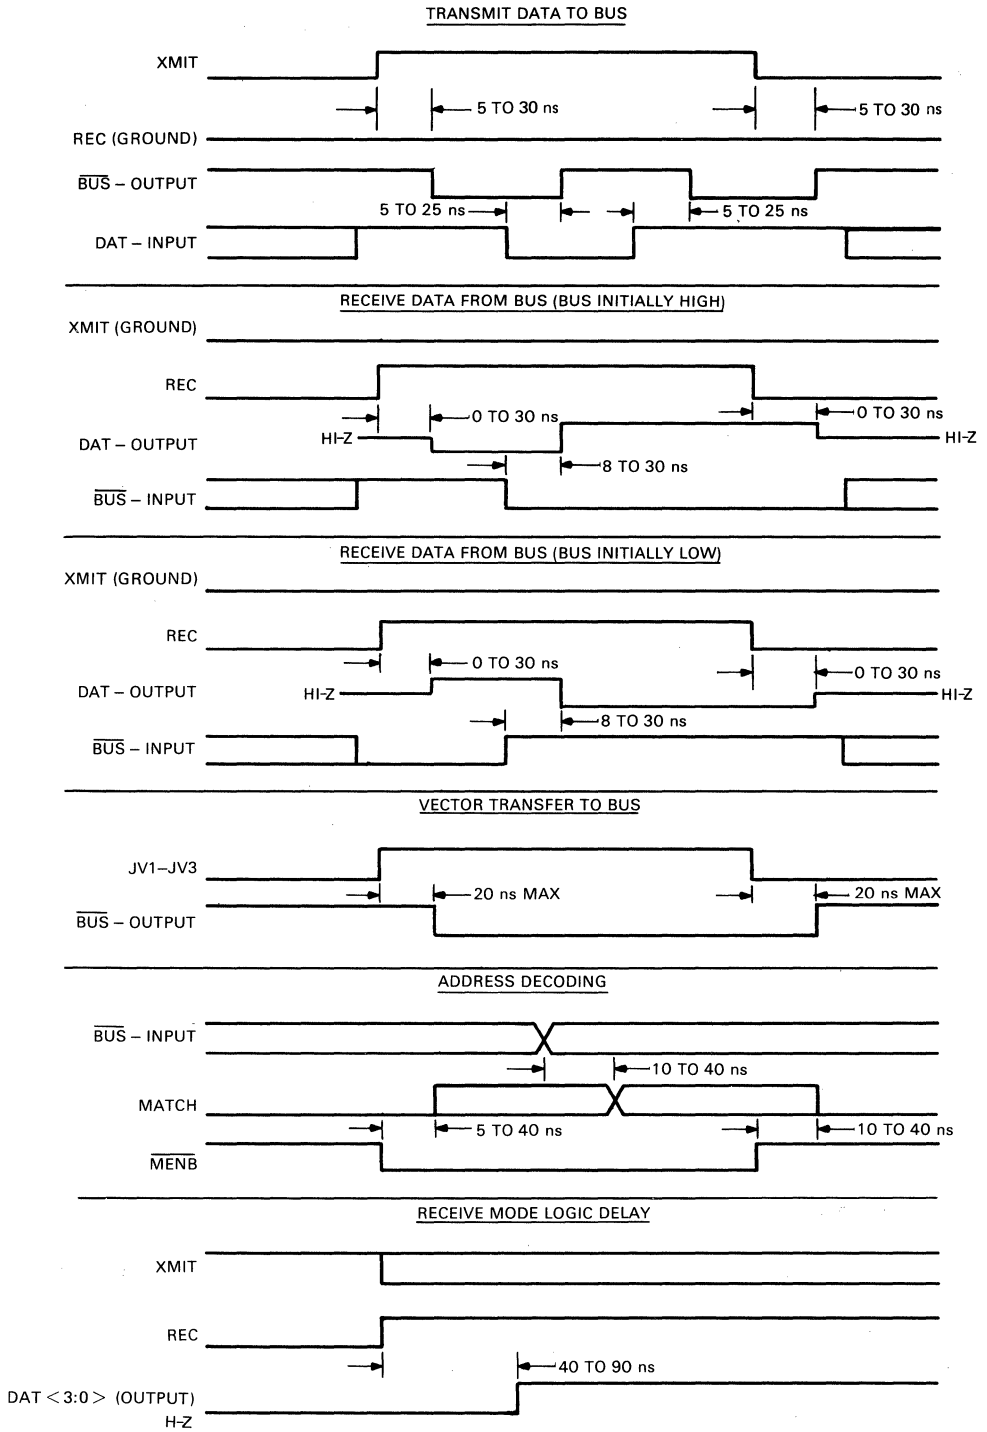 TRANSMIT DATA TO BUS
XMIT
5 TO 30 ns
5 TO 30 ns
REC (GROUND)
BUS – OUTPUT
5 TO 25 ns
5 TO 25 ns
DAT – INPUT
RECEIVE DATA FROM BUS (BUS INITIALLY HIGH)
XMIT (GROUND)
REC
0 TO 30 ns
0 TO 30 ns
DAT – OUTPUT
HI-Z
HI-Z
8 TO 30 ns
BUS – INPUT
RECEIVE DATA FROM BUS (BUS INITIALLY LOW)
XMIT (GROUND)
REC
0 TO 30 ns
0 TO 30 ns
DAT – OUTPUT
HI-Z
HI-Z
8 TO 30 ns
BUS – INPUT
VECTOR TRANSFER TO BUS
JV1–JV3
20 ns MAX
20 ns MAX
BUS – OUTPUT
ADDRESS DECODING
BUS – INPUT
10 TO 40 ns
MATCH
5 TO 40 ns
10 TO 40 ns
MENB
RECEIVE MODE LOGIC DELAY
XMIT
REC
40 TO 90 ns
DAT <3:0> (OUTPUT)
H-Z